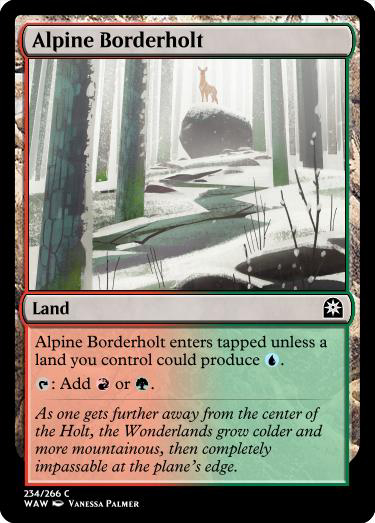 Alpine Borderholt
Land
Alpine Borderholt enters tapped unless a
land you control could produce 💧.
: Add or .
As one gets further away from the center of
the Holt, the Wonderlands grow colder and
more mountainous, then completely
impassable at the plane's edge.
234/266 C
WAW Vanessa Palmer